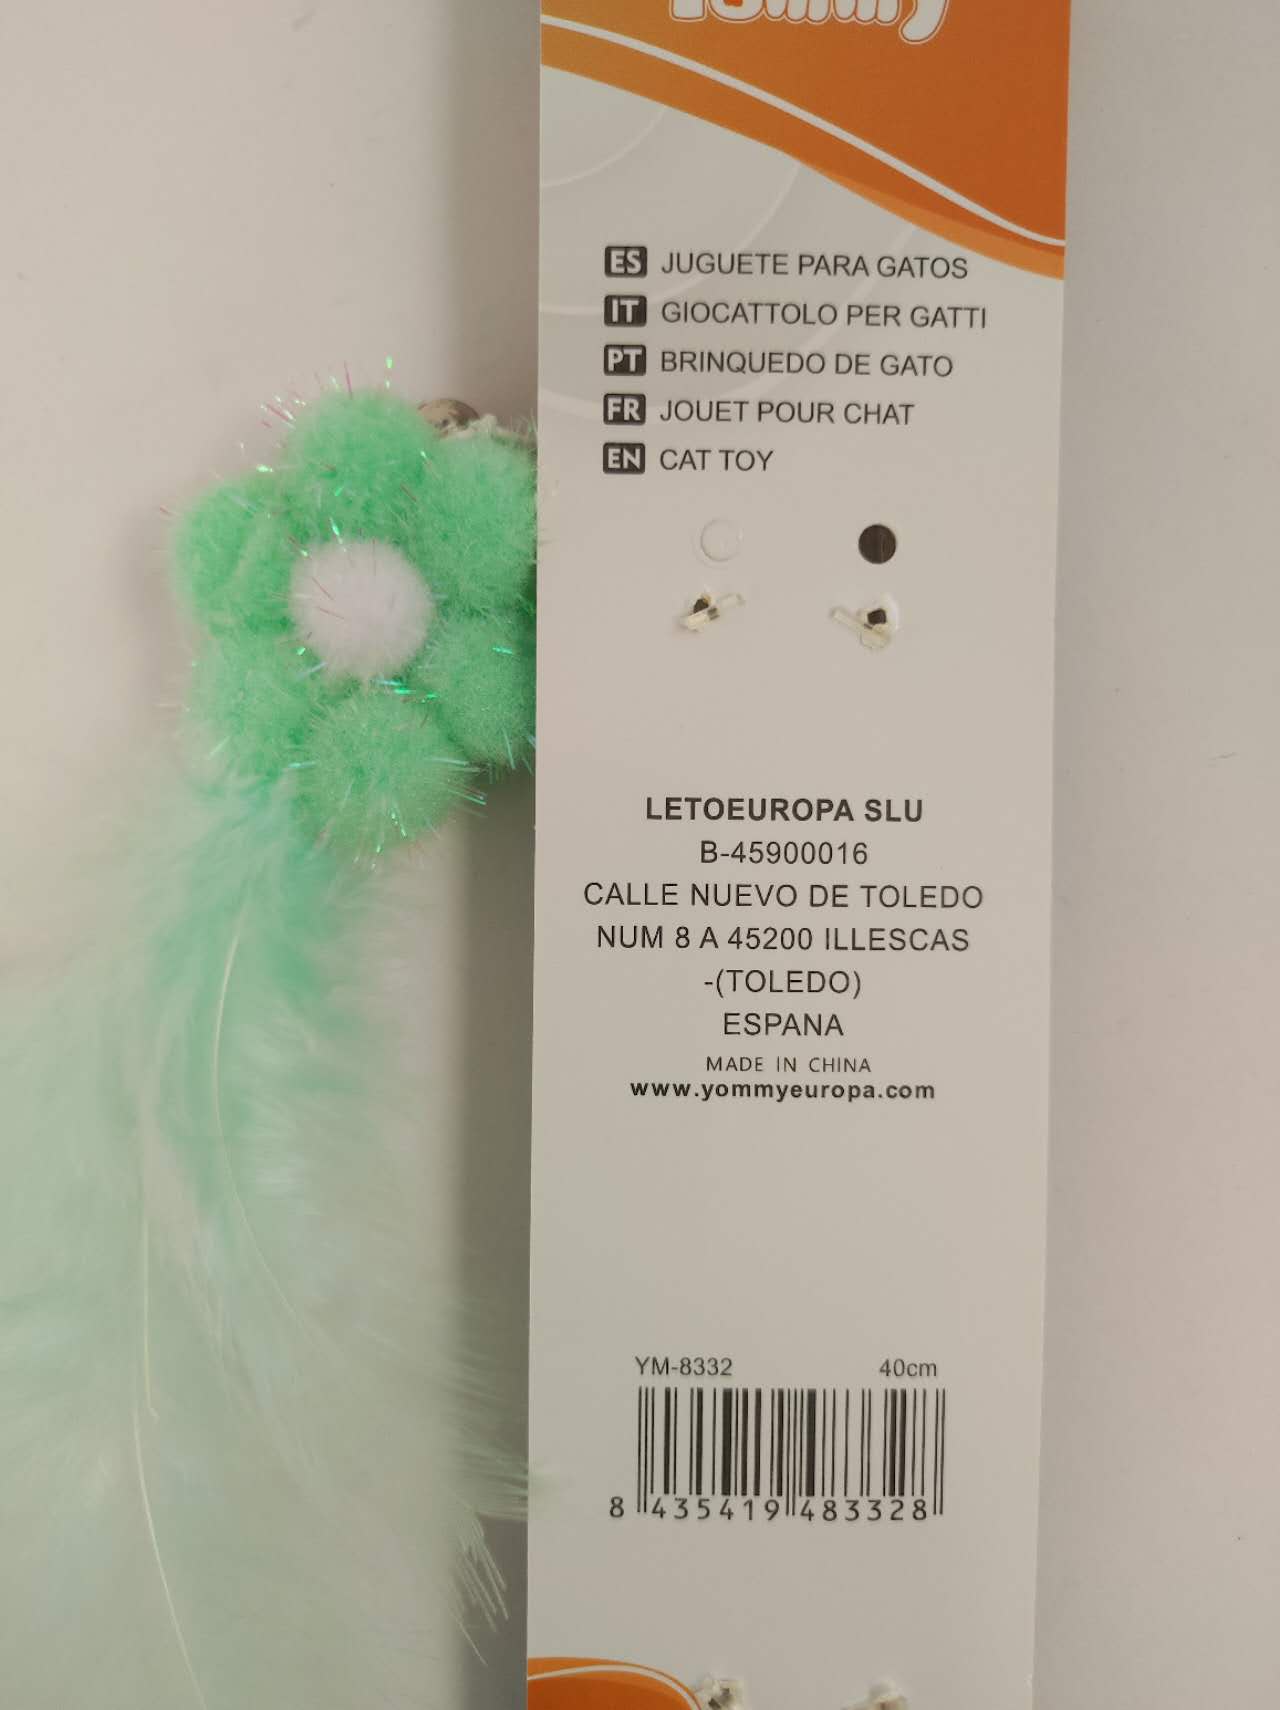 Yommy
ES JUGUETE PARA GATOS
IT GIOCATTOLO PER GATTI
PT BRINQUEDO DE GATO
FR JOUET POUR CHAT
EN CAT TOY
LETOEUROPA SLU
B-45900016
CALLE NUEVO DE TOLEDO
NUM 8 A 45200 ILLESCAS
-(TOLEDO)
ESPANA
MADE IN CHINA
www.yommyeuropa.com
YM-8332 40cm
8 435419 483328